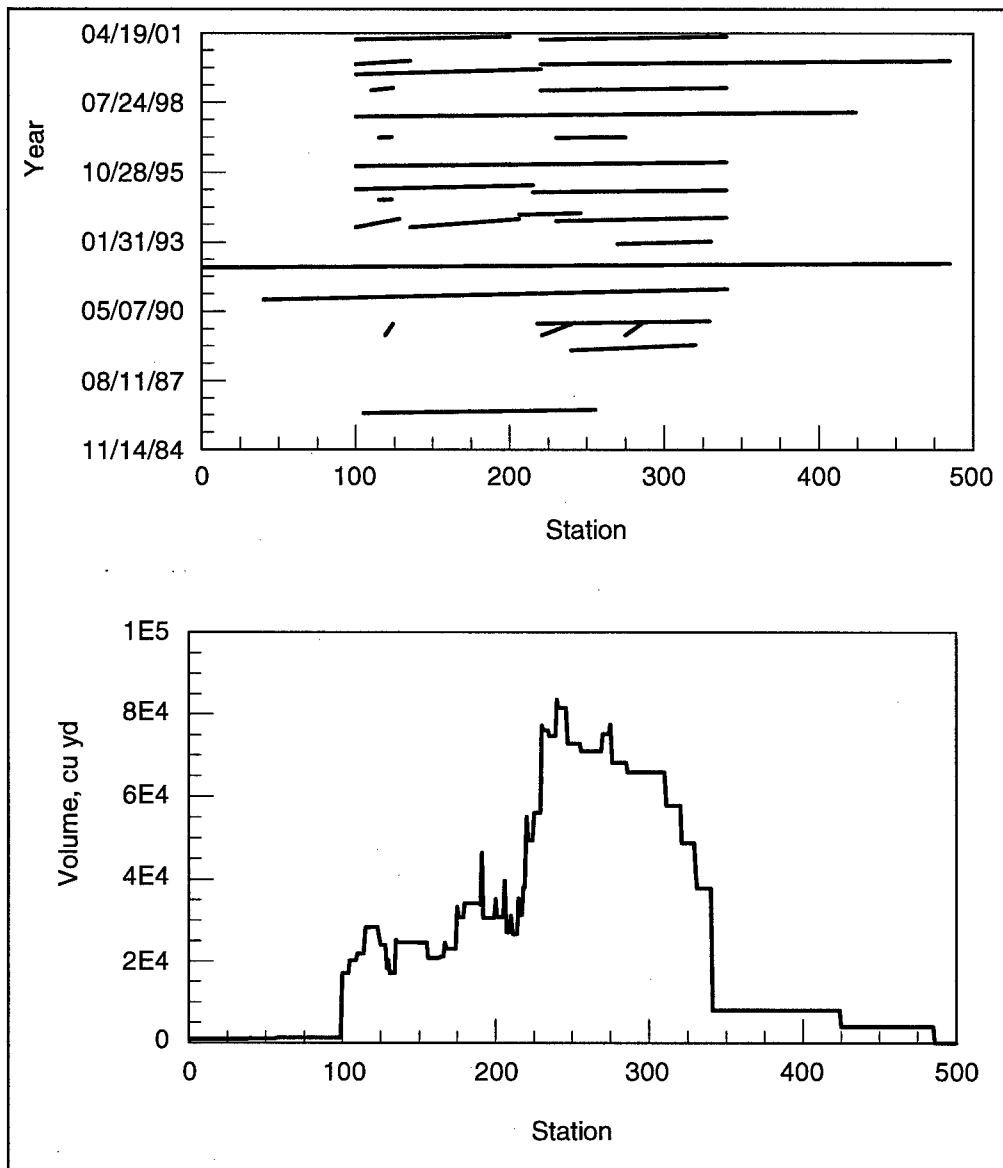 04/19/01
07/24/98
10/28/95
01/31/93
05/07/90
08/11/87
11/14/84
Year
0 100 200 300 400 500
Station
1E5
8E4
6E4
4E4
2E4
0
Volume, cu yd
0 100 200 300 400 500
Station